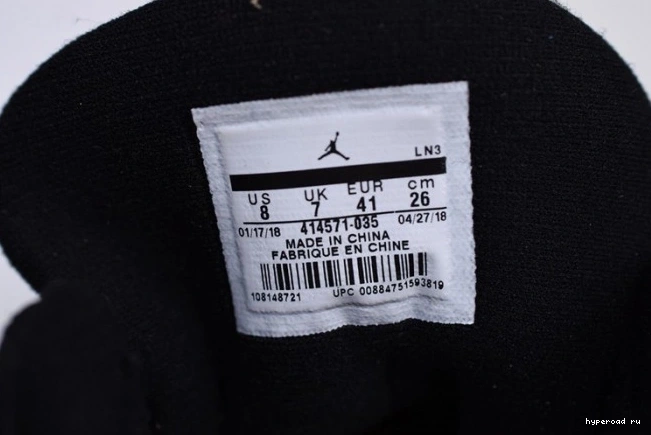 LN3
US UK EUR cm
8 7 41 26
01/17/18 414571-035 04/27/18
MADE IN CHINA
FABRIQUE EN CHINE
108148721 UPC 00884751593819
hyperoad ru